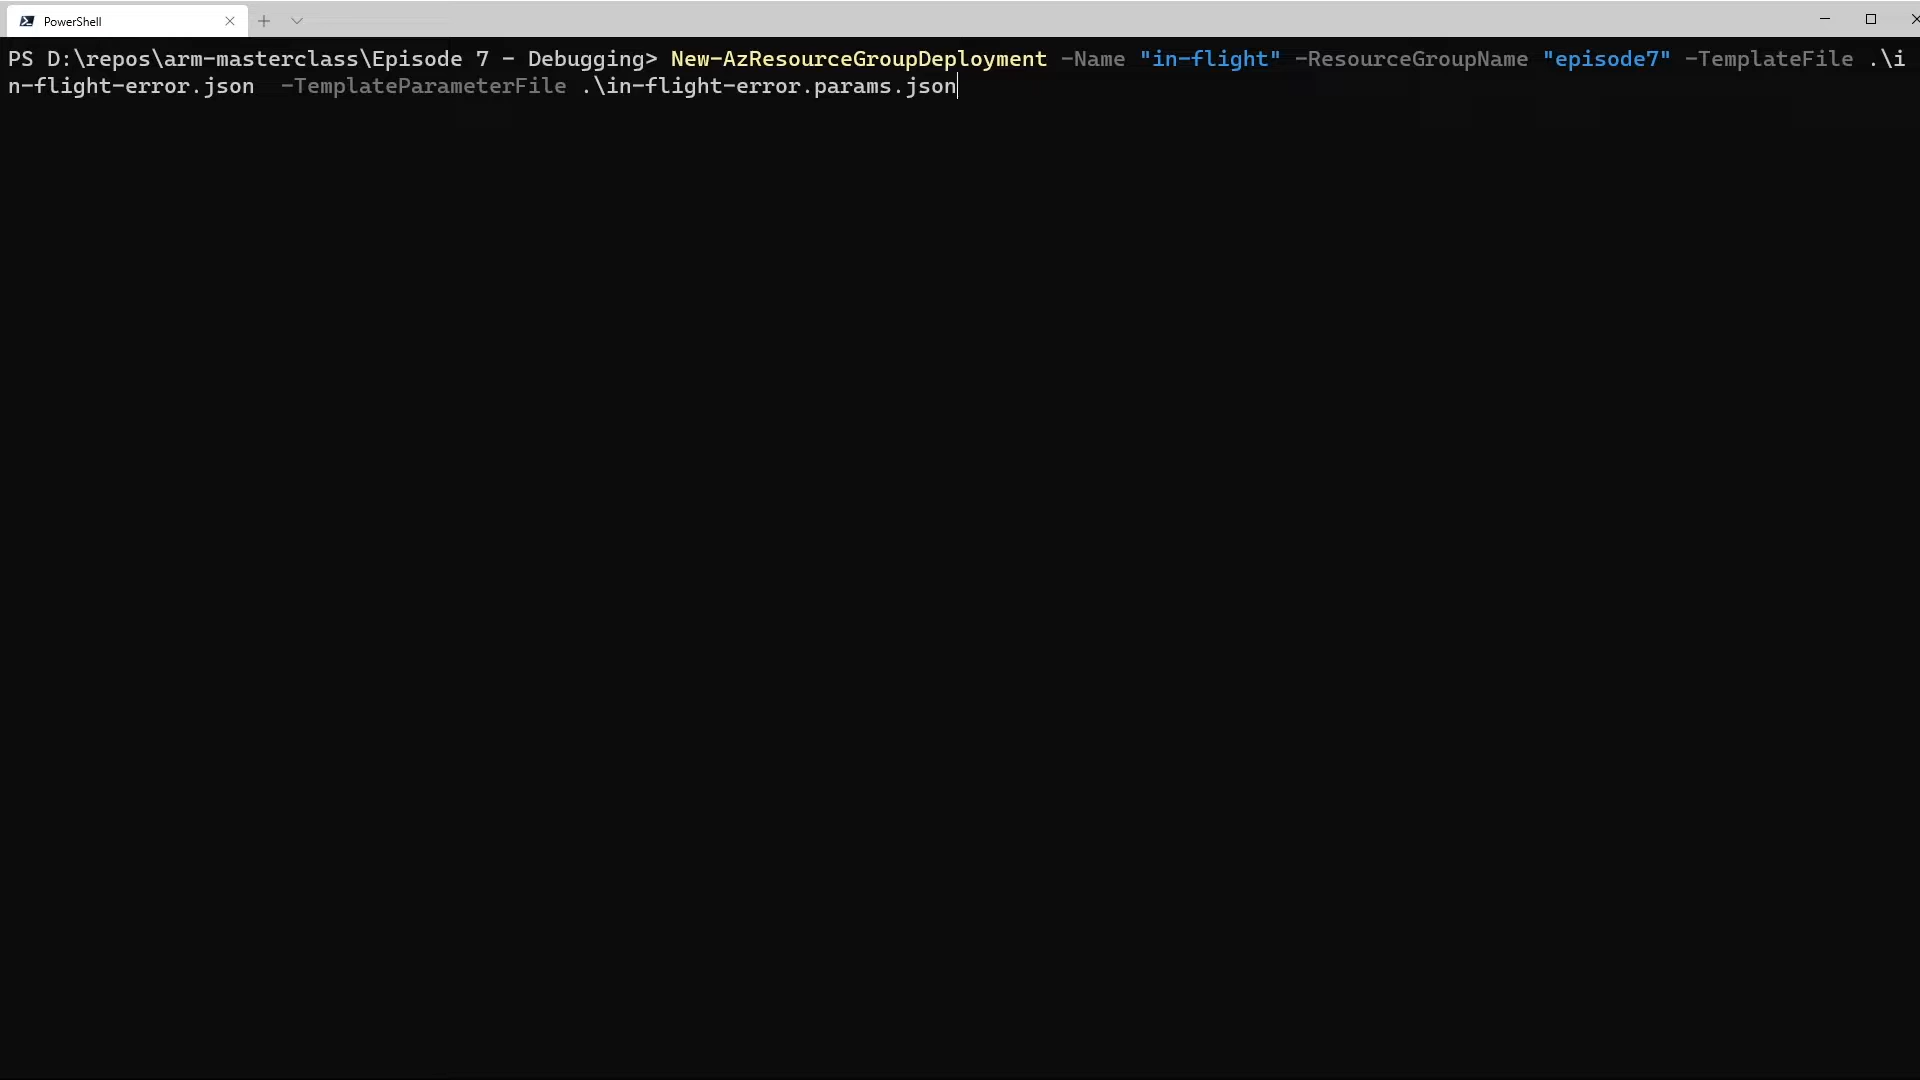 PowerShell
PS D:\repos\arm-masterclass\Episode 7 - Debugging> New-AzResourceGroupDeployment -Name "in-flight" -ResourceGroupName "episode7" -TemplateFile .\i
n-flight-error.json  -TemplateParameterFile .\in-flight-error.params.json